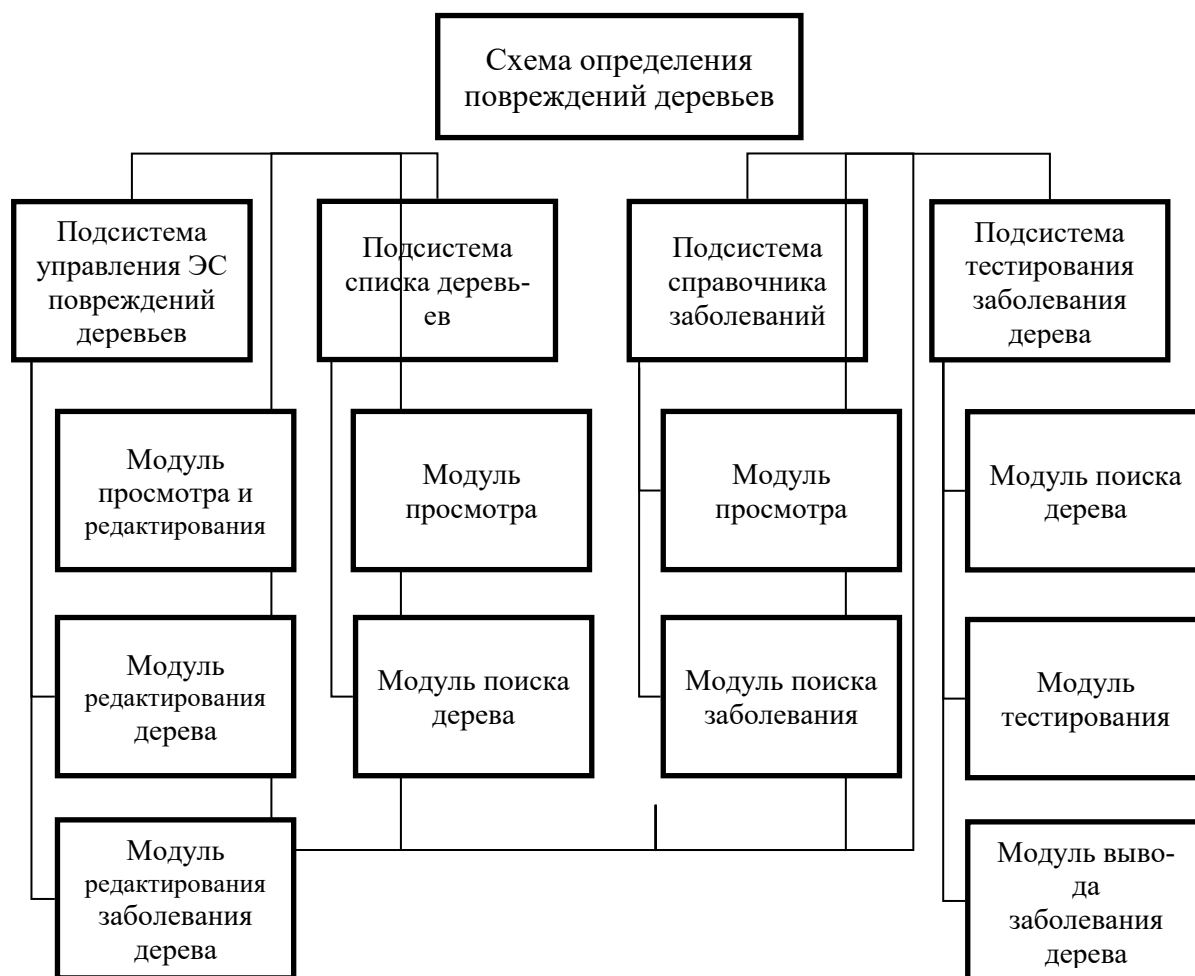 Схема определения
повреждений деревьев
Подсистема
управления ЭС
повреждений
деревьев
Подсистема
списка деревь-
ев
Подсистема
справочника
заболеваний
Подсистема
тестирования
заболевания
дерева
Модуль
просмотра и
редактирования
Модуль
просмотра
Модуль
просмотра
Модуль поиска
дерева
Модуль
редактирования
дерева
Модуль поиска
дерева
Модуль поиска
заболевания
Модуль
тестирования
Модуль
редактирования
заболевания
дерева
Модуль выво-
да
заболевания
дерева